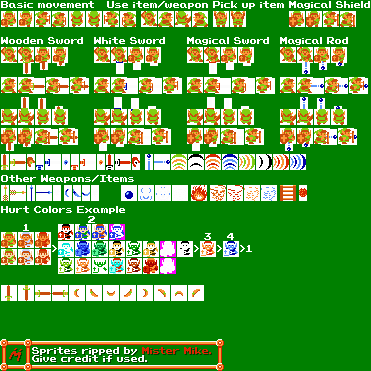 Basic movement Use item/weapon Pick up item Magical Shield
Wooden Sword White Sword Magical Sword Magical Rod
Other Weapons/Items
Hurt Colors Example
1 2
3 4
>1
Sprites ripped by Mister Mike.
Give credit if used.